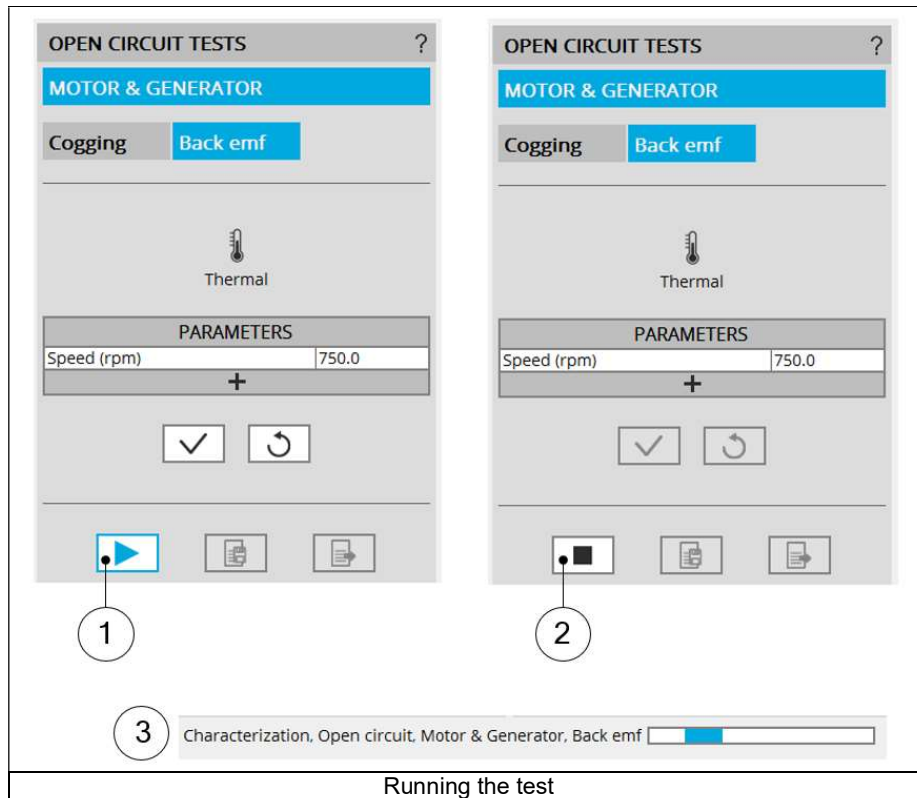 OPEN CIRCUIT TESTS ?
MOTOR & GENERATOR
Cogging Back emf
Thermal
PARAMETERS
Speed (rpm) 750.0
+
1
OPEN CIRCUIT TESTS ?
MOTOR & GENERATOR
Cogging Back emf
Thermal
PARAMETERS
Speed (rpm) 750.0
+
2
3 Characterization, Open circuit, Motor & Generator, Back emf
Running the test